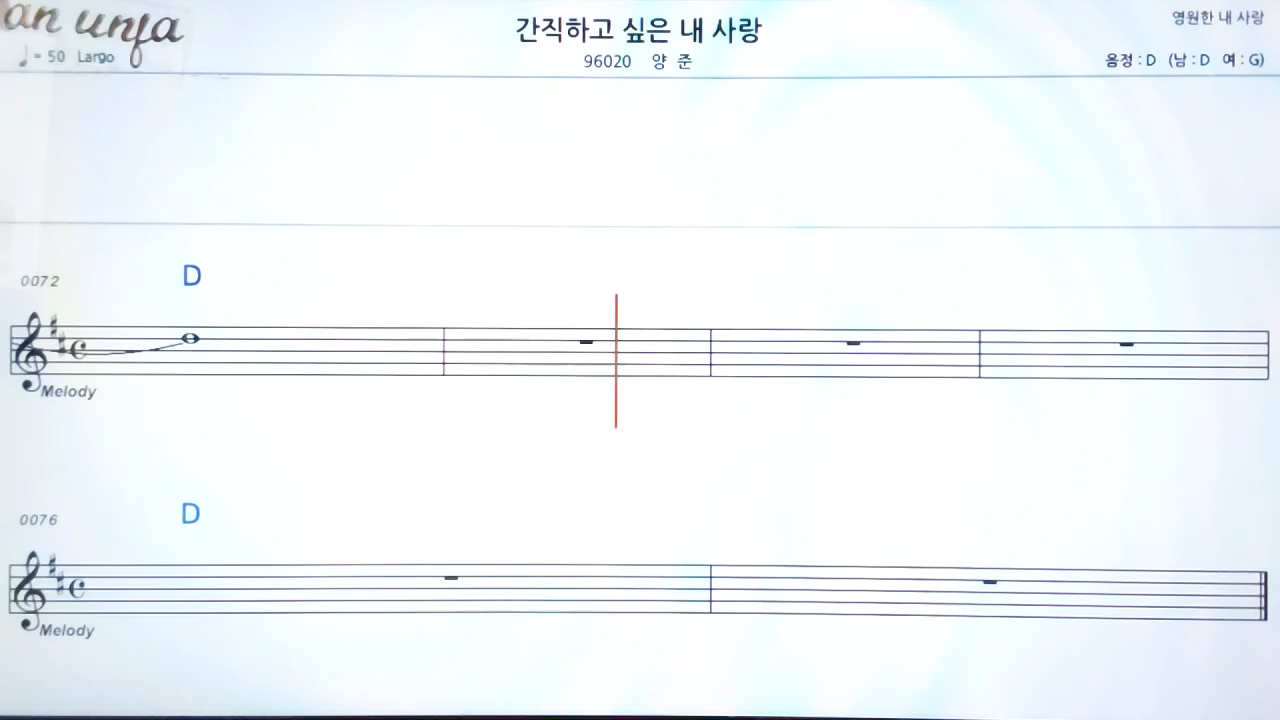 an unfa
간직하고 싶은 내 사랑
영원한 내 사랑
♩= 50 Largo
96020 양 준
음정 : D (남 : D 여 : G)
0072 D
Melody
0076 D
Melody